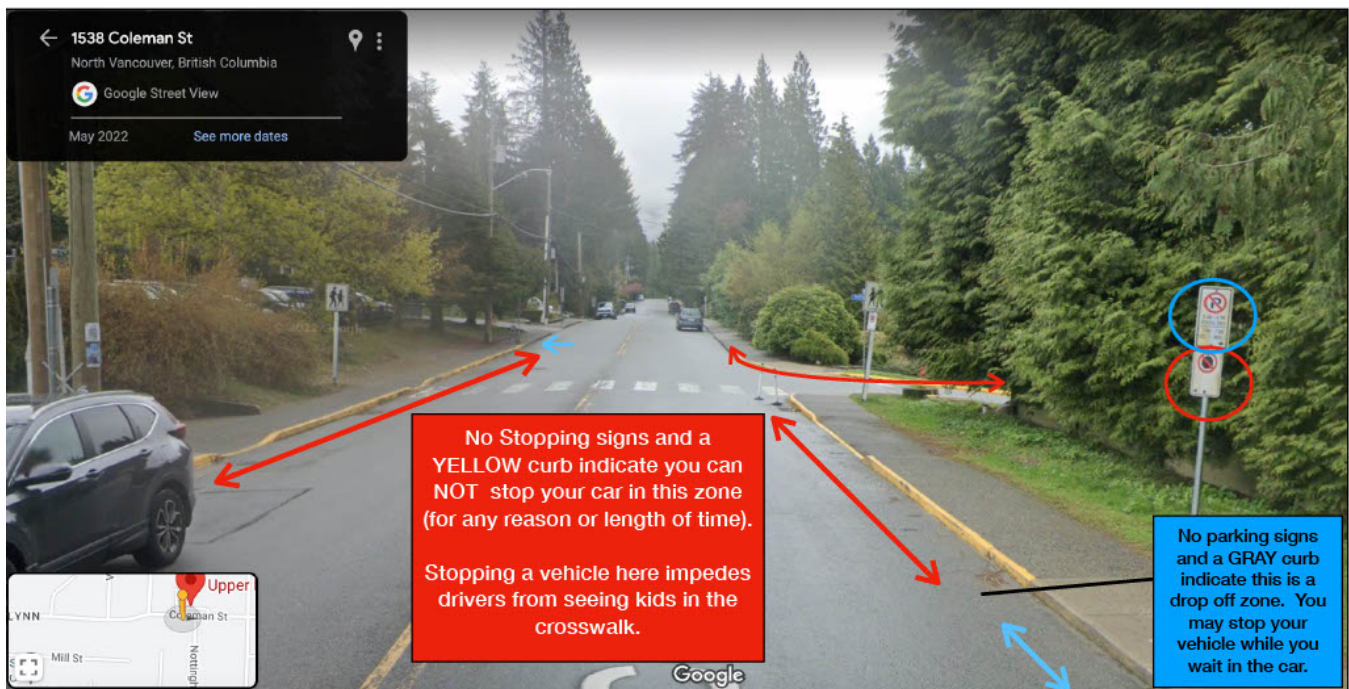 1538 Coleman St
North Vancouver, British Columbia
Google Street View
May 2022 See more dates
No Stopping signs and a
YELLOW curb indicate you can
NOT stop your car in this zone
(for any reason or length of time).
Stopping a vehicle here impedes
drivers from seeing kids in the
crosswalk.
No parking signs
and a GRAY curb
indicate this is a
drop off zone. You
may stop your
vehicle while you
wait in the car.
Upper
LYNN
Coleman St
Mill St
Nottingh
Google